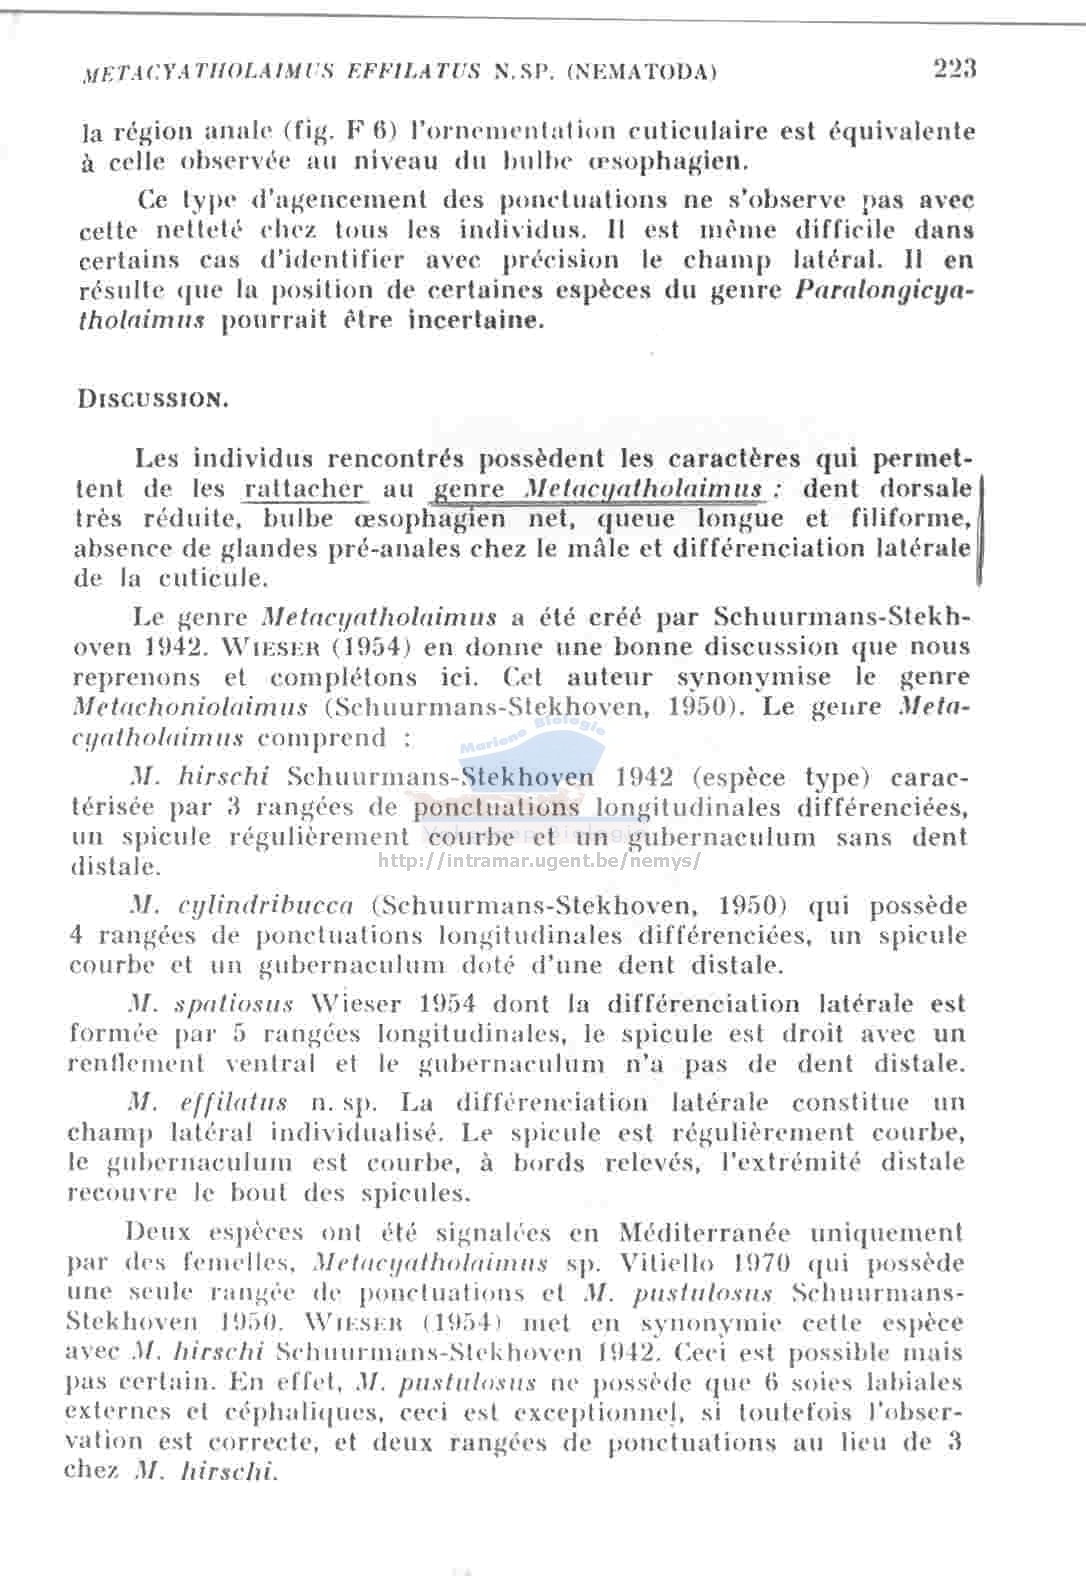 METACYATHOLAIMUS EFFILATUS N.SP. (NEMATODA) 223
la région anale (fig. F 6) l'ornementation cuticulaire est équivalente
à celle observée au niveau du bulbe œsophagien.
Ce type d'agencement des ponctuations ne s'observe pas avec
cette netteté chez tous les individus. Il est même difficile dans
certains cas d'identifier avec précision le champ latéral. Il en
résulte que la position de certaines espèces du genre Paralongicya-
tholaimus pourrait être incertaine.
DISCUSSION.
Les individus rencontrés possèdent les caractères qui permet-
tent de les rattacher au genre Metacyatholaimus : dent dorsale
très réduite, bulbe œsophagien net, queue longue et filiforme,
absence de glandes pré-anales chez le mâle et différenciation latérale
de la cuticule.
Le genre Metacyatholaimus a été créé par Schuurmans-Stekh-
oven 1942. WIESER (1954) en donne une bonne discussion que nous
reprenons et complétons ici. Cet auteur synonymise le genre
Metachoniolaimus (Schuurmans-Stekhoven, 1950). Le genre Meta-
cyatholaimus comprend :
Mariene Biologie
M. hirschi Schuurmans-Stekhoven 1942 (espèce type) carac-
térisée par 3 rangées de ponctuations longitudinales différenciées,
un spicule régulièrement courbe et un gubernaculum sans dent
distale.
http://intramar.ugent.be/nemys/
M. cylindribucca (Schuurmans-Stekhoven, 1950) qui possède
4 rangées de ponctuations longitudinales différenciées, un spicule
courbe et un gubernaculum doté d'une dent distale.
M. spatiosus Wieser 1954 dont la différenciation latérale est
formée par 5 rangées longitudinales, le spicule est droit avec un
renflement ventral et le gubernaculum n'a pas de dent distale.
M. effilatus n. sp. La différenciation latérale constitue un
champ latéral individualisé. Le spicule est régulièrement courbe,
le gubernaculum est courbe, à bords relevés, l'extrémité distale
recouvre le bout des spicules.
Deux espèces ont été signalées en Méditerranée uniquement
par des femelles, Metacyatholaimus sp. Vitiello 1970 qui possède
une seule rangée de ponctuations et M. pustulosus Schuurmans-
Stekhoven 1950. WIESER (1954) met en synonymie cette espèce
avec M. hirschi Schuurmans-Stekhoven 1942. Ceci est possible mais
pas certain. En effet, M. pustulosus ne possède que 6 soies labiales
externes et céphaliques, ceci est exceptionnel, si toutefois l'obser-
vation est correcte, et deux rangées de ponctuations au lieu de 3
chez M. hirschi.